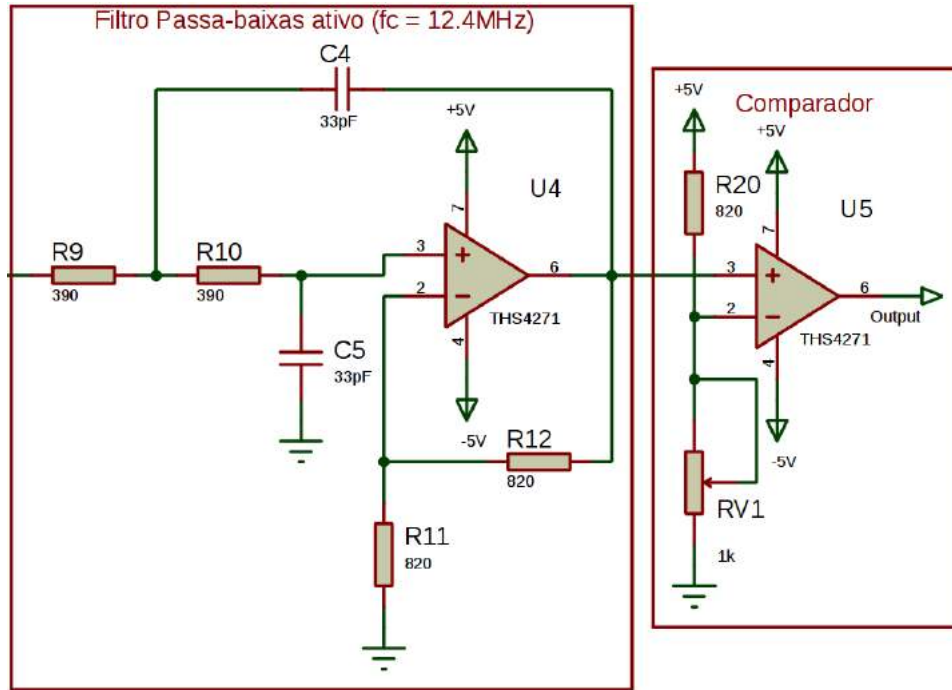 Filtro Passa-baixas ativo (fc = 12.4MHz)
C4
33pF
+5V
U4
7
R9
390
R10
390
3
2
6
4
THS4271
C5
33pF
-5V
R12
820
R11
820
Comparador
+5V
+5V
R20
820
U5
7
3
2
6
4
Output
THS4271
-5V
RV1
1k